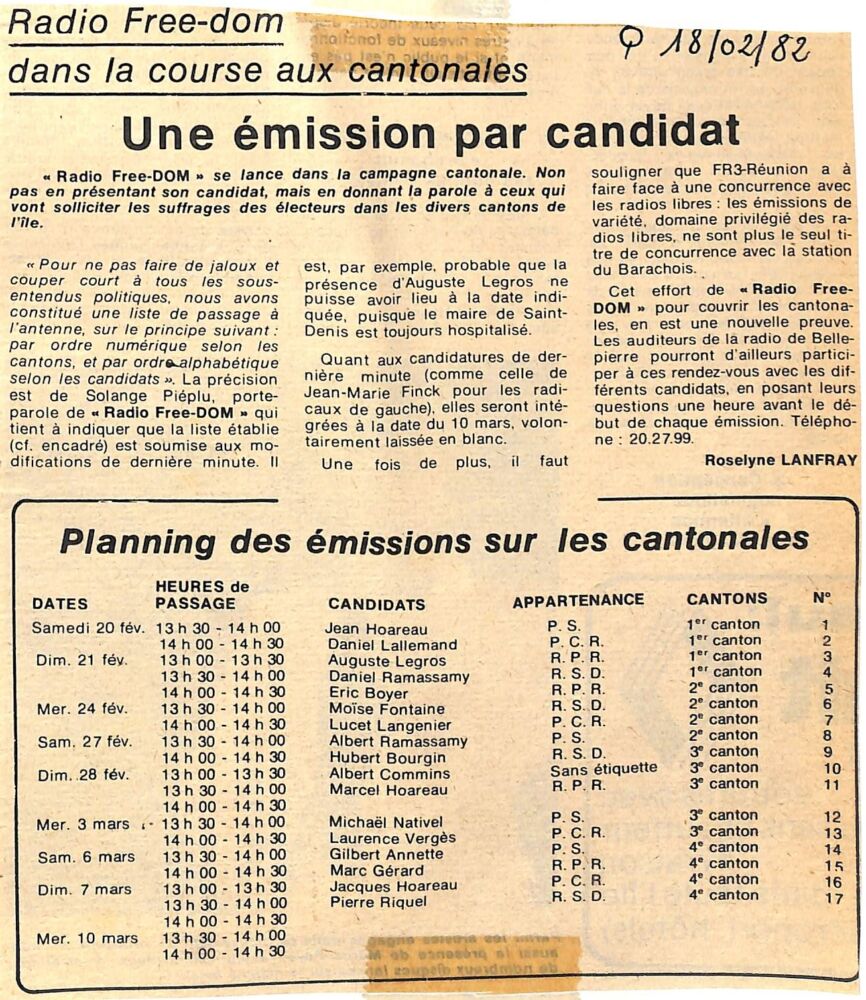 Radio Free-dom
dans la course aux cantonales
Q 18/02/82
Une émission par candidat
« Radio Free-DOM » se lance dans la campagne cantonale. Non
pas en présentant son candidat, mais en donnant la parole à ceux qui
vont solliciter les suffrages des électeurs dans les divers cantons de
l'île.
« Pour ne pas faire de jaloux et
couper court à tous les sous-
entendus politiques, nous avons
constitué une liste de passage à
l'antenne, sur le principe suivant :
par ordre numérique selon les
cantons, et par ordre alphabétique
selon les candidats ». La précision
est de Solange Piéplu, porte-
parole de « Radio Free-DOM » qui
tient à indiquer que la liste établie
(cf. encadré) est soumise aux mo-
difications de dernière minute. Il
est, par exemple, probable que la
présence d'Auguste Legros ne
puisse avoir lieu à la date indi-
quée, puisque le maire de Saint-
Denis est toujours hospitalisé.
Quant aux candidatures de der-
nière minute (comme celle de
Jean-Marie Finck pour les radi-
caux de gauche), elles seront inté-
grées à la date du 10 mars, volon-
tairement laissée en blanc.
Une fois de plus, il faut
souligner que FR3-Réunion a à
faire face à une concurrence avec
les radios libres : les émissions de
variété, domaine privilégié des ra-
dios libres, ne sont plus le seul ti-
tre de concurrence avec la station
du Barachois.
Cet effort de « Radio Free-
DOM » pour couvrir les cantona-
les, en est une nouvelle preuve.
Les auditeurs de la radio de Belle-
pierre pourront d'ailleurs partici-
per à ces rendez-vous avec les dif-
férents candidats, en posant leurs
questions une heure avant le dé-
but de chaque émission. Télépho-
ne : 20.27.99.
Roselyne LANFRAY
Planning des émissions sur les cantonales
DATES HEURES de PASSAGE CANDIDATS APPARTENANCE CANTONS N°
Samedi 20 fév. 13 h 30 - 14 h 00 Jean Hoareau P. S. 1er canton 1
14 h 00 - 14 h 30 Daniel Lallemand P. C. R. 1er canton 2
Dim. 21 fév. 13 h 00 - 13 h 30 Auguste Legros R. P. R. 1er canton 3
13 h 30 - 14 h 00 Daniel Ramassamy R. S. D. 1er canton 4
14 h 00 - 14 h 30 Eric Boyer R. P. R. 2e canton 5
Mer. 24 fév. 13 h 30 - 14 h 00 Moïse Fontaine R. S. D. 2e canton 6
14 h 00 - 14 h 30 Lucet Langenier P. C. R. 2e canton 7
Sam. 27 fév. 13 h 30 - 14 h 00 Albert Ramassamy P. S. 2e canton 8
14 h 00 - 14 h 30 Hubert Bourgin R. S. D. 3e canton 9
Dim. 28 fév. 13 h 00 - 13 h 30 Albert Commins Sans étiquette 3e canton 10
13 h 30 - 14 h 00 Marcel Hoareau R. P. R. 3e canton 11
14 h 00 - 14 h 30
Mer. 3 mars 13 h 30 - 14 h 00 Michaël Nativel P. S. 3e canton 12
14 h 00 - 14 h 30 Laurence Vergès P. C. R. 3e canton 13
Sam. 6 mars 13 h 30 - 14 h 00 Gilbert Annette P. S. 4e canton 14
14 h 00 - 14 h 30 Marc Gérard R. P. R. 4e canton 15
Dim. 7 mars 13 h 00 - 13 h 30 Jacques Hoareau P. C. R. 4e canton 16
13 h 30 - 14 h 00 Pierre Riquel R. S. D. 4e canton 17
14 h 00 - 14 h 30
Mer. 10 mars 13 h 30 - 14 h 00
14 h 00 - 14 h 30